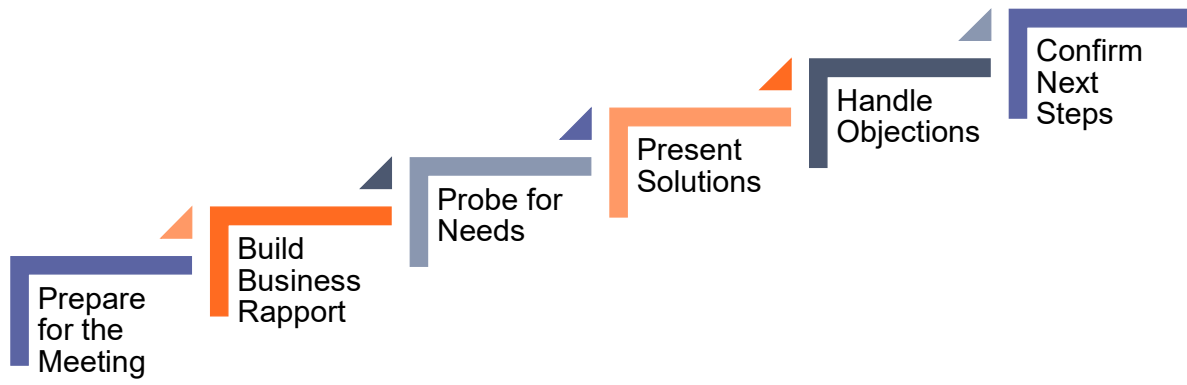 Prepare
for the
Meeting
Build
Business
Rapport
Probe for
Needs
Present
Solutions
Handle
Objections
Confirm
Next
Steps